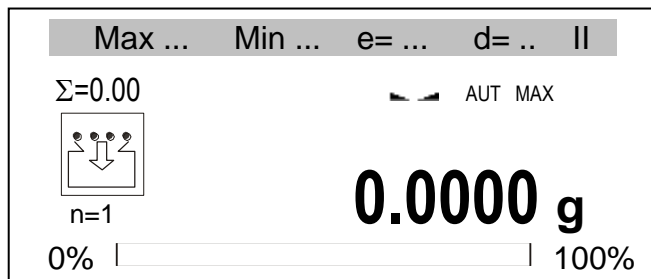 Max ... Min ... e= ... d= .. II
Σ=0.00
AUT MAX
n=1
0.0000 g
0% 100%